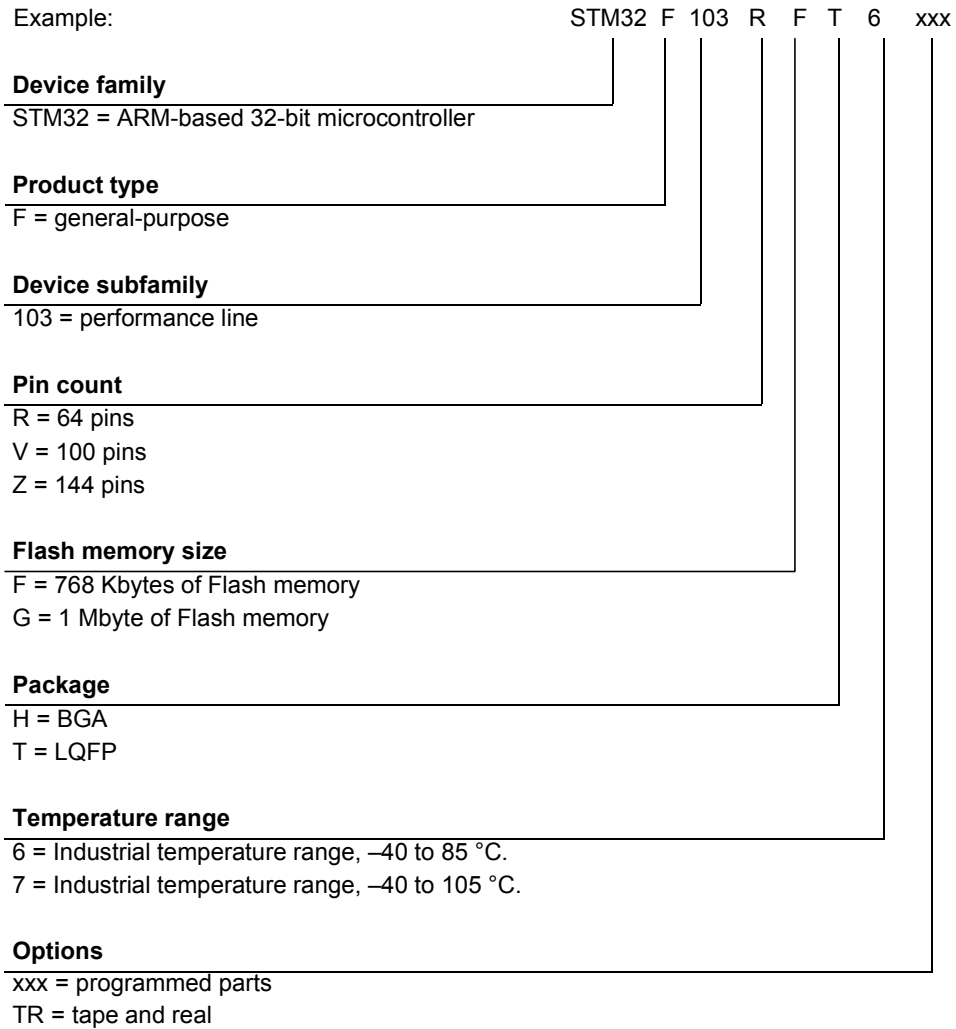 Example: STM32 F 103 R F T 6 xxx
Device family
STM32 = ARM-based 32-bit microcontroller
Product type
F = general-purpose
Device subfamily
103 = performance line
Pin count
R = 64 pins
V = 100 pins
Z = 144 pins
Flash memory size
F = 768 Kbytes of Flash memory
G = 1 Mbyte of Flash memory
Package
H = BGA
T = LQFP
Temperature range
6 = Industrial temperature range, –40 to 85 °C.
7 = Industrial temperature range, –40 to 105 °C.
Options
xxx = programmed parts
TR = tape and real